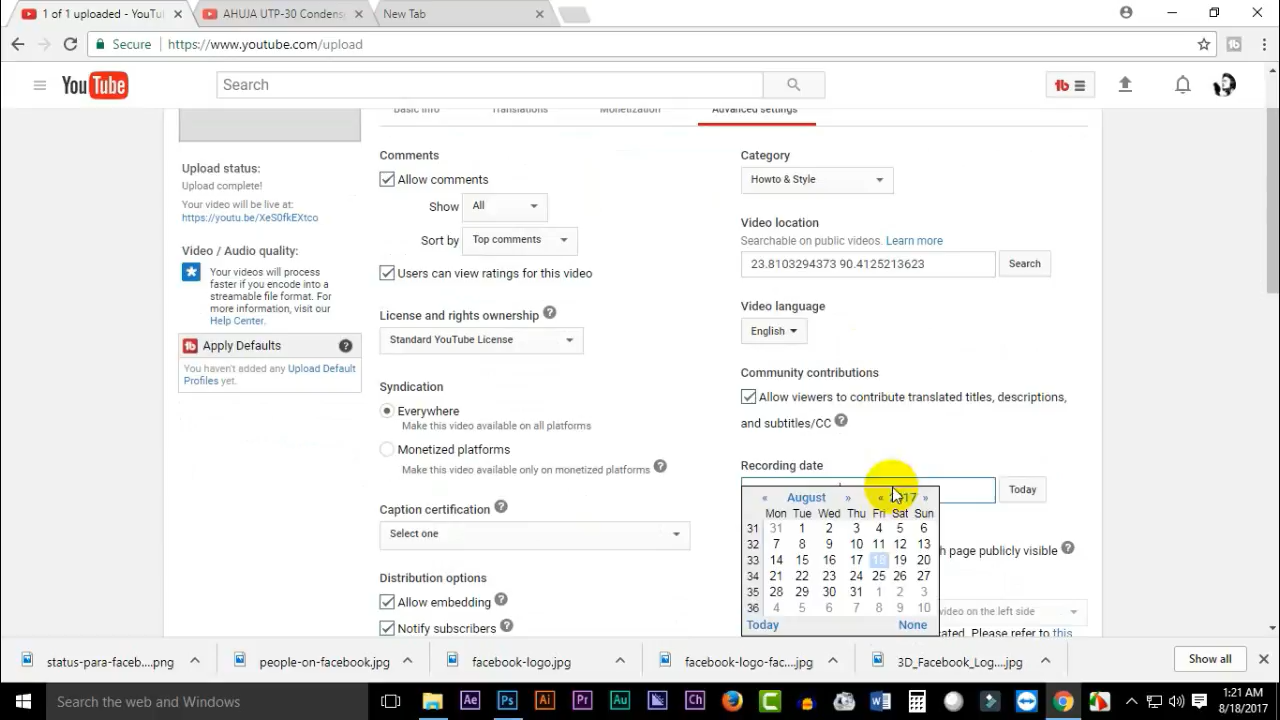 1 of 1 uploaded - YouTu
AHUJA UTP-30 Condens
New Tab
Secure
https://www.youtube.com/upload
YouTube
Search
Basic info
Translations
Monetization
Advanced settings
Upload status:
Upload complete!
Your video will be live at:
https://youtu.be/XeS0fkEXtco
Video / Audio quality:
Your videos will process
faster if you encode into a
streamable file format. For
more information, visit our
Help Center.
Apply Defaults
You haven't added any Upload Default
Profiles yet.
Comments
Allow comments
Show All
Sort by Top comments
Users can view ratings for this video
License and rights ownership
Standard YouTube License
Syndication
Everywhere
Make this video available on all platforms
Monetized platforms
Make this video available only on monetized platforms
Caption certification
Select one
Distribution options
Allow embedding
Notify subscribers
Category
Howto & Style
Video location
Searchable on public videos. Learn more
23.8103294373 90.4125213623
Search
Video language
English
Community contributions
Allow viewers to contribute translated titles, descriptions,
and subtitles/CC
Recording date
Today
« August » « »
Mon Tue Wed Thu Fri Sat Sun
31 31 1 2 3 4 5 6
32 7 8 9 10 11 12 13
33 14 15 16 17 18 19 20
34 21 22 23 24 25 26 27
35 28 29 30 31 1 2 3
36 4 5 6 7 8 9 10
Today None
page publicly visible
video on the left side
ated. Please refer to this
status-para-faceb....png
people-on-facebook.jpg
facebook-logo.jpg
facebook-logo-fac...jpg
3D_Facebook_Log....jpg
Show all
Search the web and Windows
Ae
Ps
Ai
Pr
Au
Ch
1:21 AM
8/18/2017